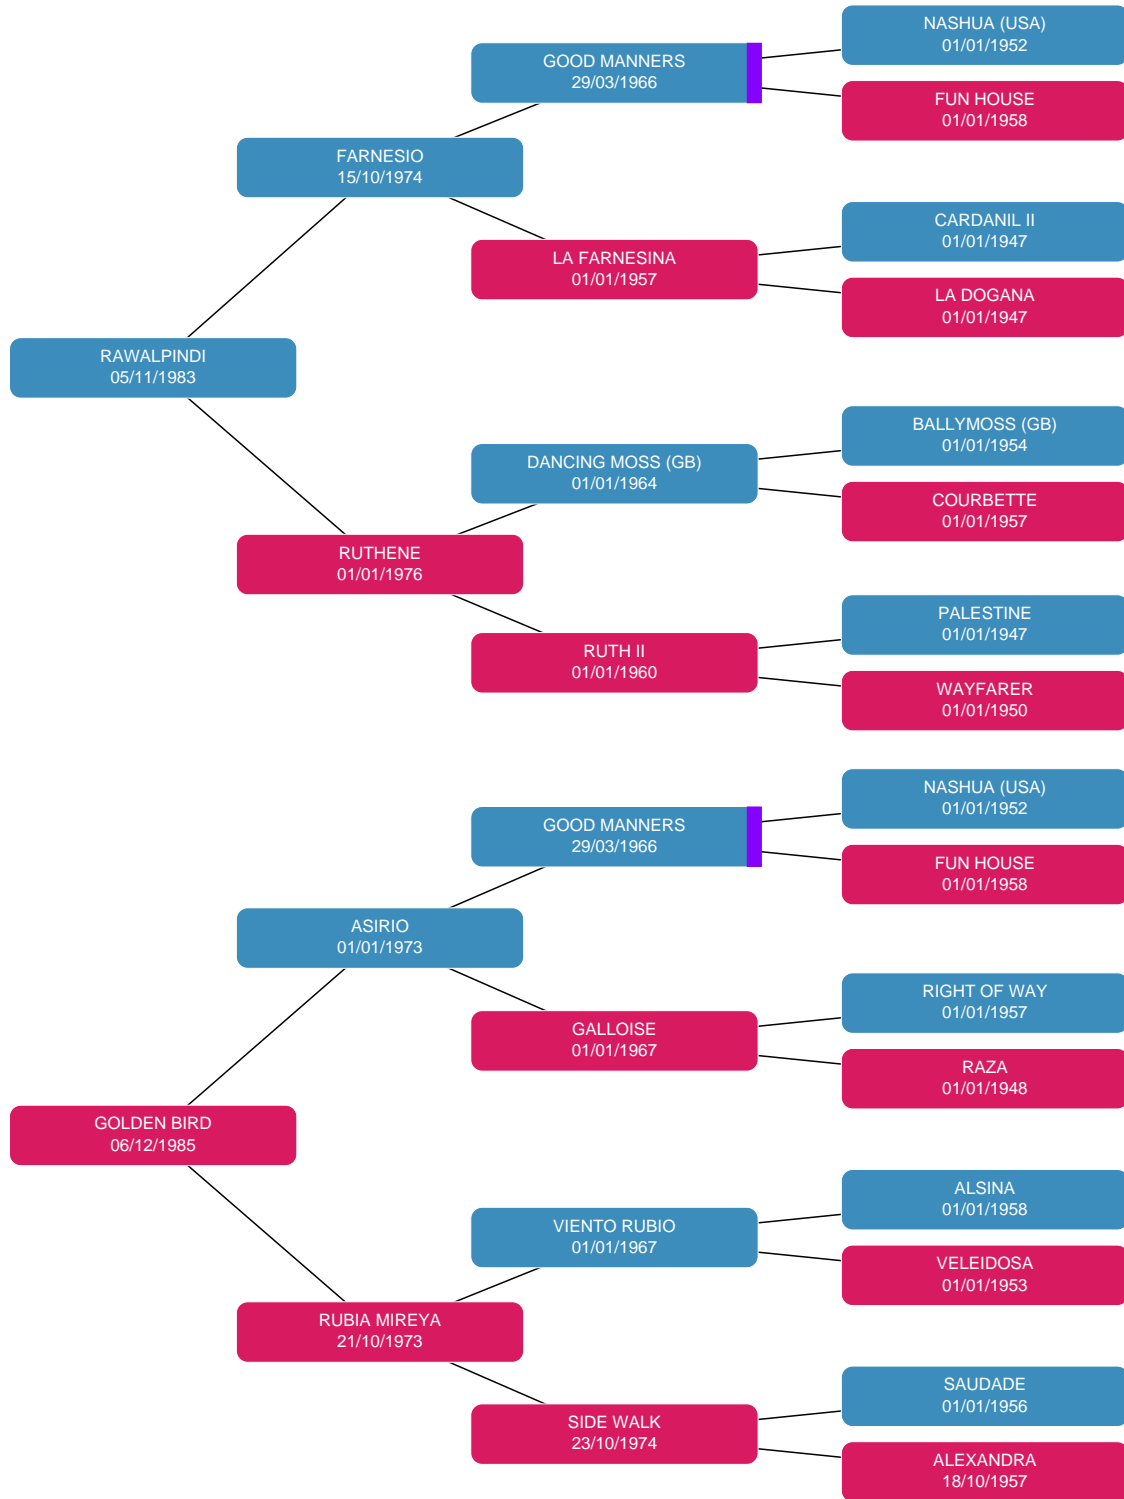 NASHUA (USA)
01/01/1952
GOOD MANNERS
29/03/1966
FUN HOUSE
01/01/1958
FARNESIO
15/10/1974
CARDANIL II
01/01/1947
LA FARNESINA
01/01/1957
LA DOGANA
01/01/1947
RAWALPINDI
05/11/1983
BALLYMOSS (GB)
01/01/1954
DANCING MOSS (GB)
01/01/1964
COURBETTE
01/01/1957
RUTHENE
01/01/1976
PALESTINE
01/01/1947
RUTH II
01/01/1960
WAYFARER
01/01/1950
NASHUA (USA)
01/01/1952
GOOD MANNERS
29/03/1966
FUN HOUSE
01/01/1958
ASIRIO
01/01/1973
RIGHT OF WAY
01/01/1957
GALLOISE
01/01/1967
RAZA
01/01/1948
GOLDEN BIRD
06/12/1985
ALSINA
01/01/1958
VIENTO RUBIO
01/01/1967
VELEIDOSA
01/01/1953
RUBIA MIREYA
21/10/1973
SAUDADE
01/01/1956
SIDE WALK
23/10/1974
ALEXANDRA
18/10/1957